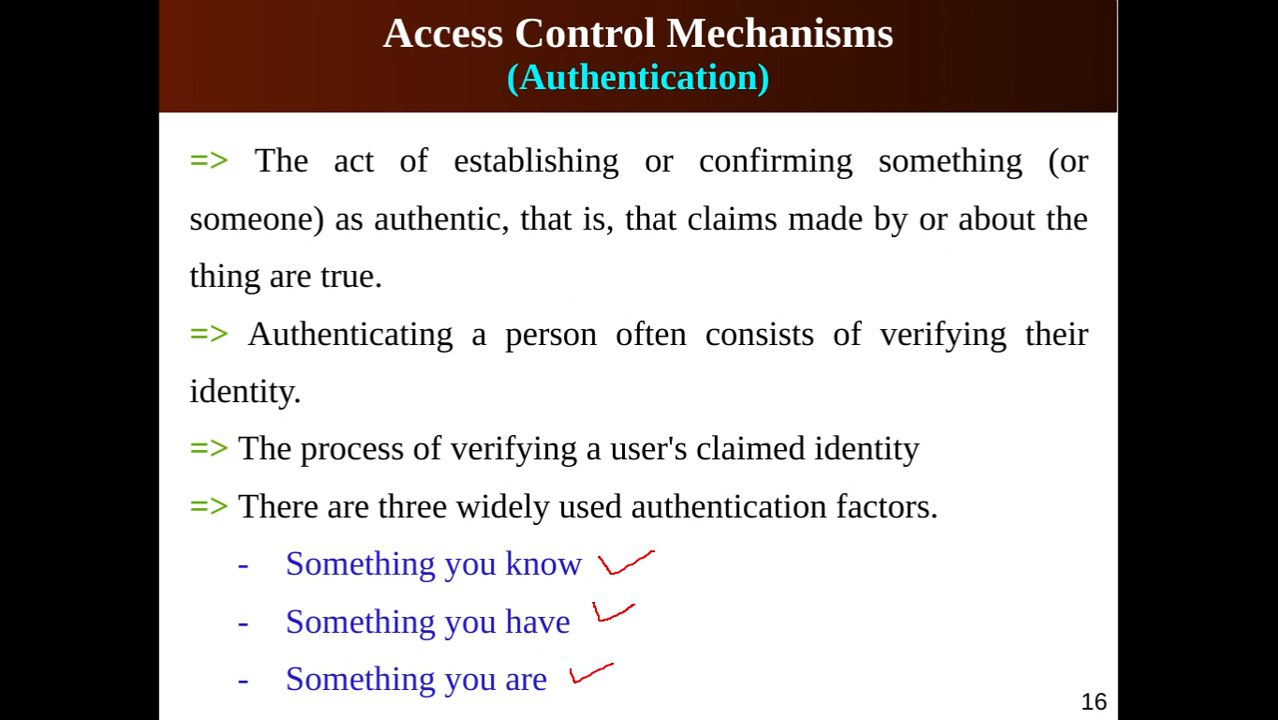 Access Control Mechanisms
(Authentication)
=> The act of establishing or confirming something (or
someone) as authentic, that is, that claims made by or about the
thing are true.
=> Authenticating a person often consists of verifying their
identity.
=> The process of verifying a user's claimed identity
=> There are three widely used authentication factors.
- Something you know
- Something you have
- Something you are
16